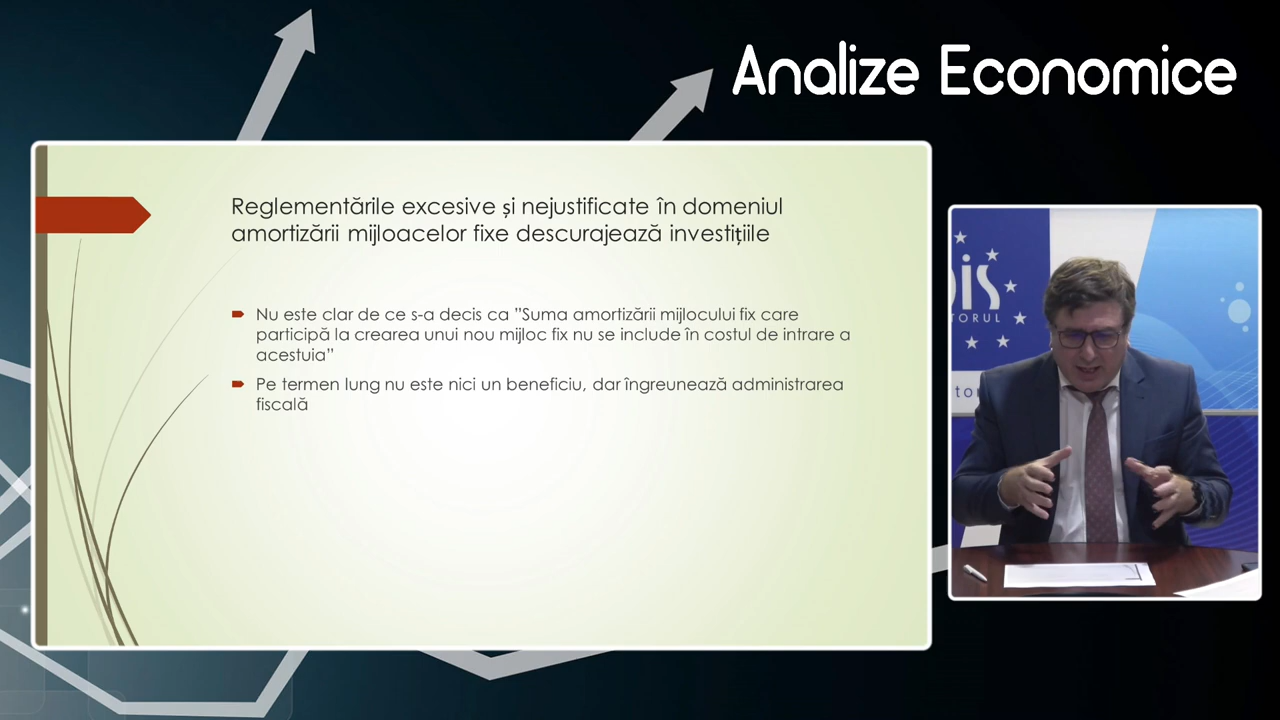 Analize Economice
Reglementările excesive și nejustificate în domeniul
amortizării mijloacelor fixe descurajează investițiile
Nu este clar de ce s-a decis ca ”Suma amortizării mijlocului fix care
participă la crearea unui nou mijloc fix nu se include în costul de intrare a
acestuia”
Pe termen lung nu este nici un beneficiu, dar îngreunează administrarea
fiscală